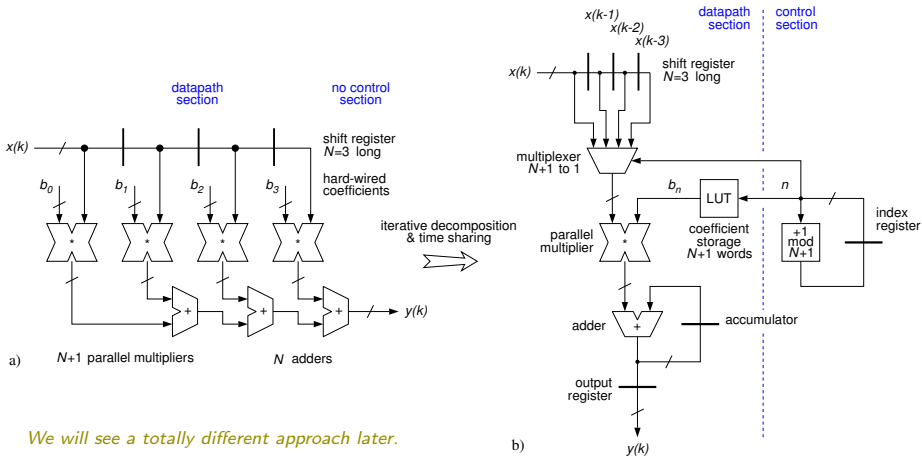 datapath
section
no control
section
x(k)
shift register
N=3 long
hard-wired
coefficients
b0
b1
b2
b3
*
*
*
*
+
+
+
y(k)
N+1 parallel multipliers
N adders
a)
We will see a totally different approach later.
iterative decomposition
& time sharing
datapath
section
control
section
x(k-1)
x(k-2)
x(k-3)
x(k)
shift register
N=3 long
multiplexer
N+1 to 1
bn
LUT
n
coefficient
storage
N+1 words
+1
mod
N+1
index
register
parallel
multiplier
*
adder
+
accumulator
output
register
y(k)
b)